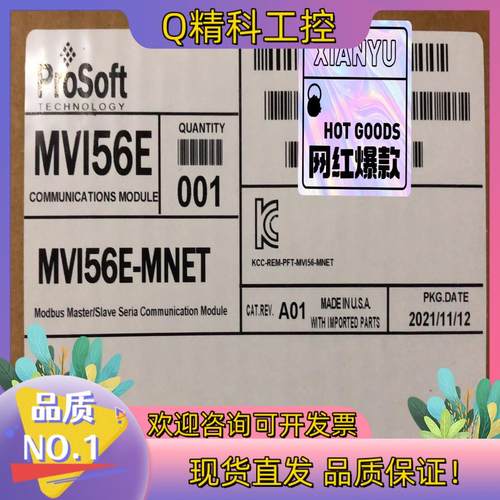 Q精科工控
ProSoft
TECHNOLOGY
MVI56E
COMMUNICATIONS MODULE
QUANTITY
001
XIANYU
HOT GOODS
网红爆款
MVI56E-MNET
Modbus Master/Slave Seria Communication Module
KCC-REM-PFT-MVI56-MNET
CAT.REV. A01
MADE IN U.S.A.
WITH IMPORTED PARTS
PKG.DATE
2021/11/12
品质
NO.1
欢迎咨询可开发票
现货直发 品质保证!